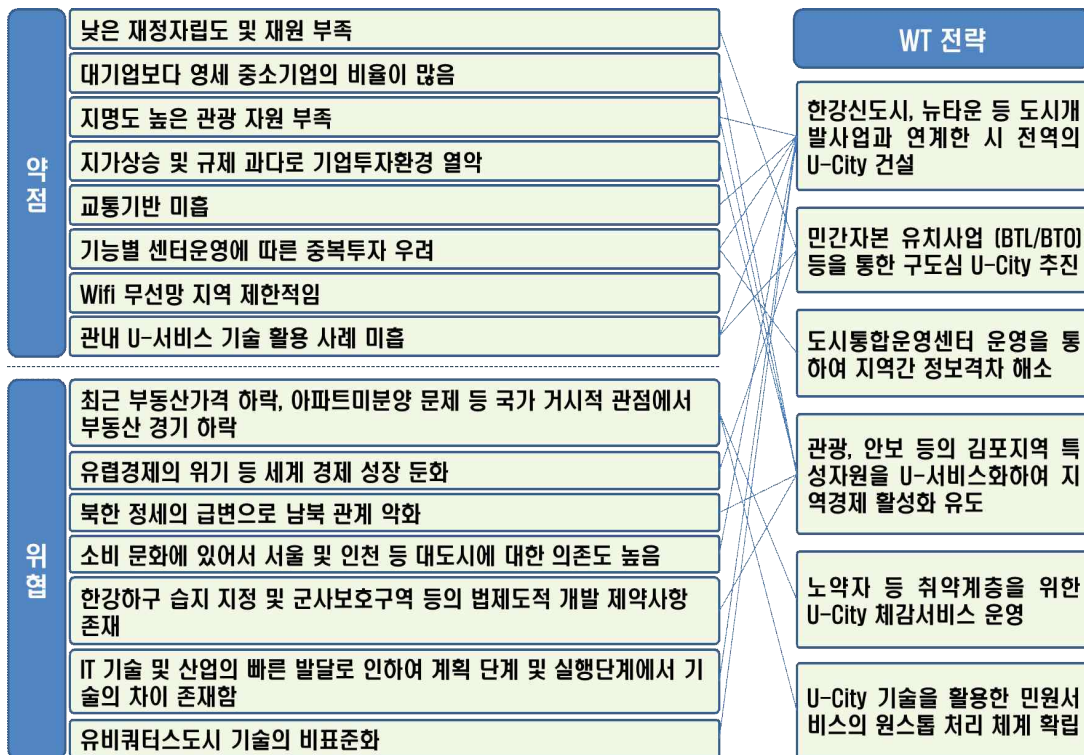 약점
낮은 재정자립도 및 재원 부족
대기업보다 영세 중소기업의 비율이 많음
지명도 높은 관광 자원 부족
지가상승 및 규제 과다로 기업투자환경 열악
교통기반 미흡
기능별 센터운영에 따른 중복투자 우려
Wifi 무선망 지역 제한적임
관내 U-서비스 기술 활용 사례 미흡
위협
최근 부동산가격 하락, 아파트미분양 문제 등 국가 거시적 관점에서
부동산 경기 하락
유렵경제의 위기 등 세계 경제 성장 둔화
북한 정세의 급변으로 남북 관계 악화
소비 문화에 있어서 서울 및 인천 등 대도시에 대한 의존도 높음
한강하구 습지 지정 및 군사보호구역 등의 법제도적 개발 제약사항
존재
IT 기술 및 산업의 빠른 발달로 인하여 계획 단계 및 실행단계에서 기
술의 차이 존재함
유비쿼터스도시 기술의 비표준화
WT 전략
한강신도시, 뉴타운 등 도시개
발사업과 연계한 시 전역의
U-City 건설
민간자본 유치사업 (BTL/BTO)
등을 통한 구도심 U-City 추진
도시통합운영센터 운영을 통
하여 지역간 정보격차 해소
관광, 안보 등의 김포지역 특
성자원을 U-서비스화하여 지
역경제 활성화 유도
노약자 등 취약계층을 위한
U-City 체감서비스 운영
U-City 기술을 활용한 민원서
비스의 원스톱 처리 체계 확립